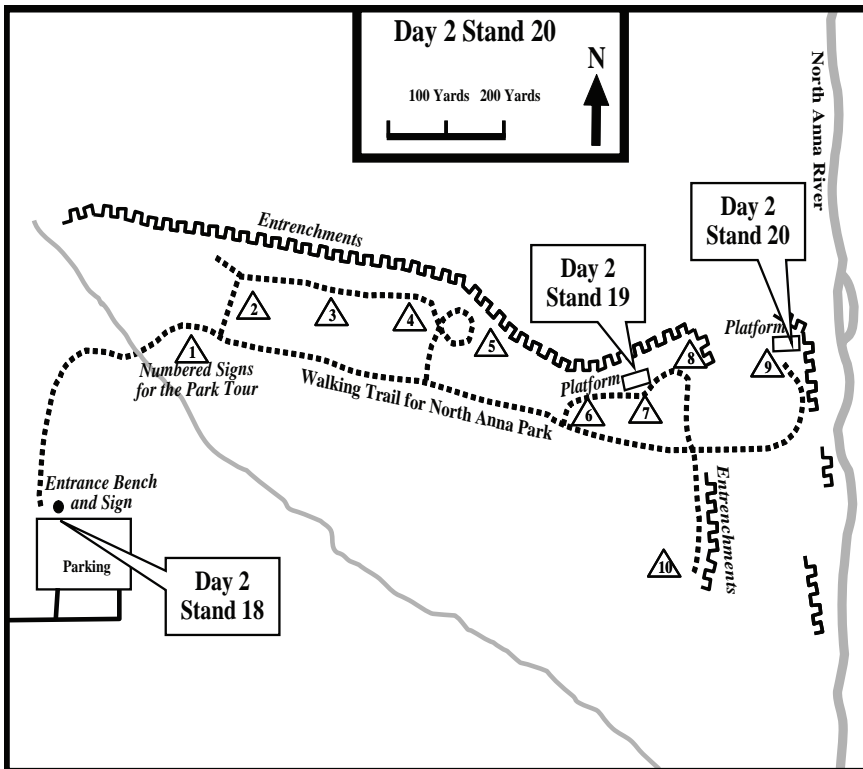 Day 2 Stand 20
N
100 Yards 200 Yards
North Anna River
Entrenchments
Day 2
Stand 20
Day 2
Stand 19
2
3
4
5
1
Platform
8
9
Numbered Signs
for the Park Tour
Walking Trail for North Anna Park
Platform
6
7
Entrance Bench
and Sign
Entrenchments
Parking
10
Day 2
Stand 18